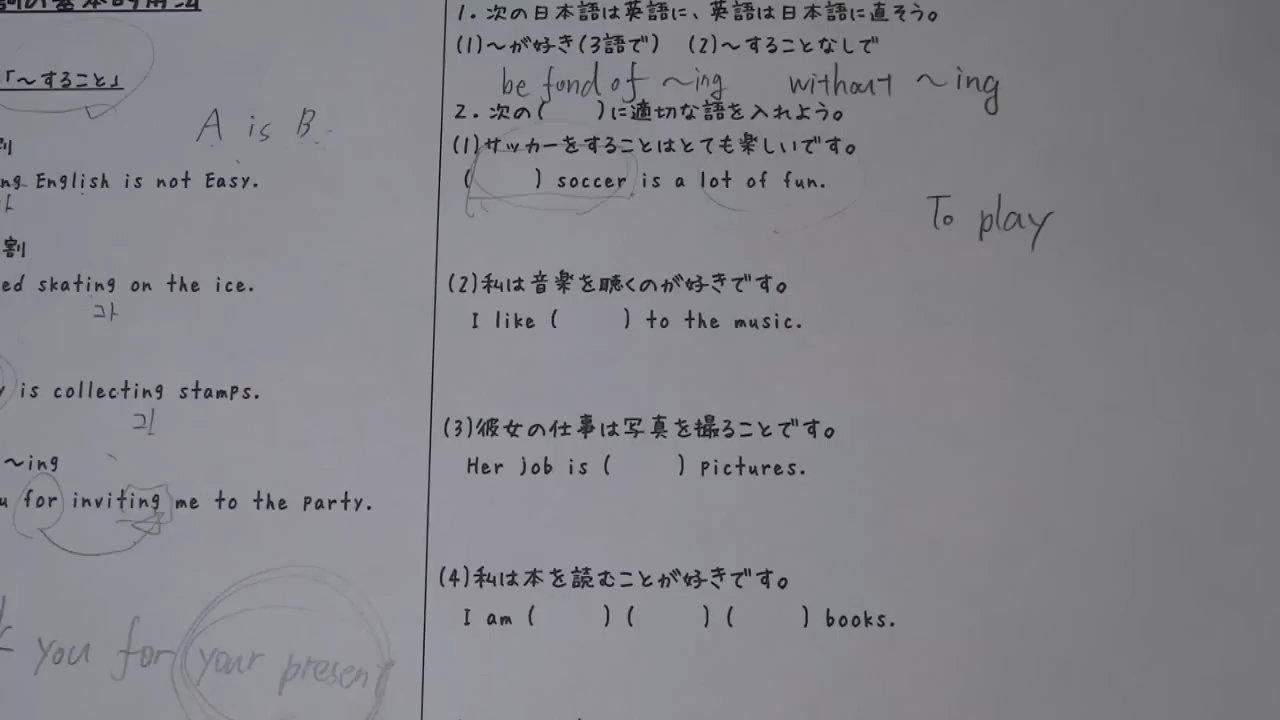 「～すること」
A is B.
English is not Easy.
割
skating on the ice.
is collecting stamps.
～ing
for inviting me to the party.
you for your present
1. 次の日本語は英語に、英語は日本語に直そう。
(1)～が好き(3語で) (2)～することなしで
be fond of ～ing without ～ing
2. 次の( )に適切な語を入れよう。
(1)サッカーをすることはとても楽しいです。
( ) soccer is a lot of fun.
To play
(2)私は音楽を聴くのが好きです。
I like ( ) to the music.
(3)彼女の仕事は写真を撮ることです。
Her job is ( ) pictures.
(4)私は本を読むことが好きです。
I am ( ) ( ) ( ) books.